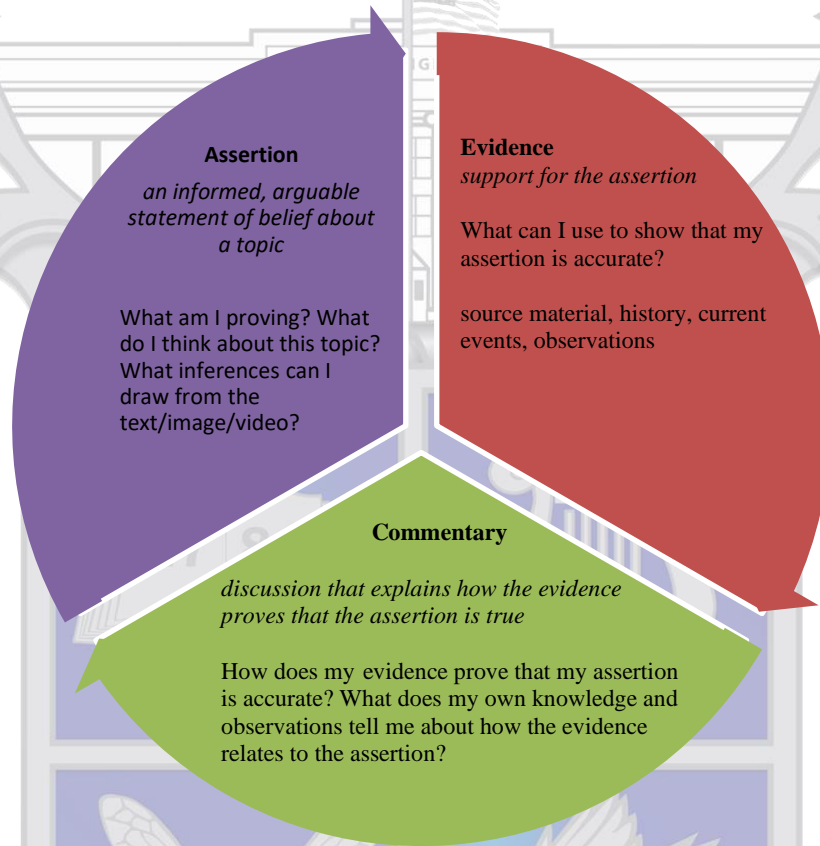 Assertion
an informed, arguable
statement of belief about
a topic
What am I proving? What
do I think about this topic?
What inferences can I
draw from the
text/image/video?
Evidence
support for the assertion
What can I use to show that my
assertion is accurate?
source material, history, current
events, observations
Commentary
discussion that explains how the evidence
proves that the assertion is true
How does my evidence prove that my assertion
is accurate? What does my own knowledge and
observations tell me about how the evidence
relates to the assertion?